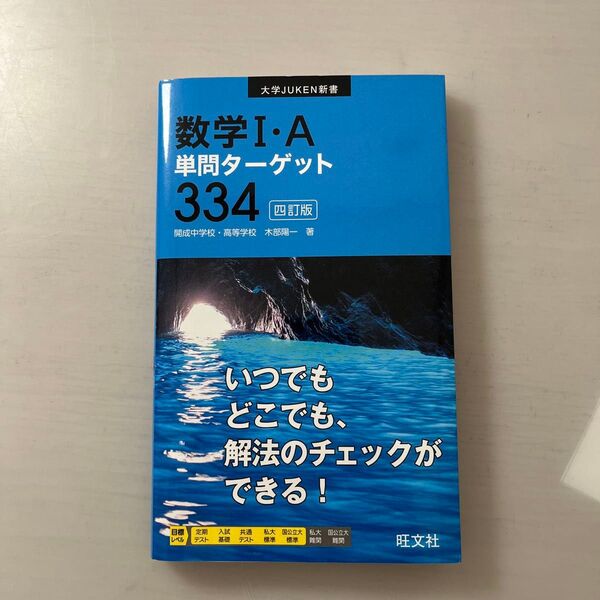 大学JUKEN新書
数学Ⅰ・A
単問ターゲット
334 四訂版
開成中学校・高等学校 木部陽一 著
いつでも
どこでも、
解法のチェックが
できる！
目標レベル 定期テスト 入試基礎 共通テスト 私大標準 国公立大標準 私大難関 国公立大難関
旺文社